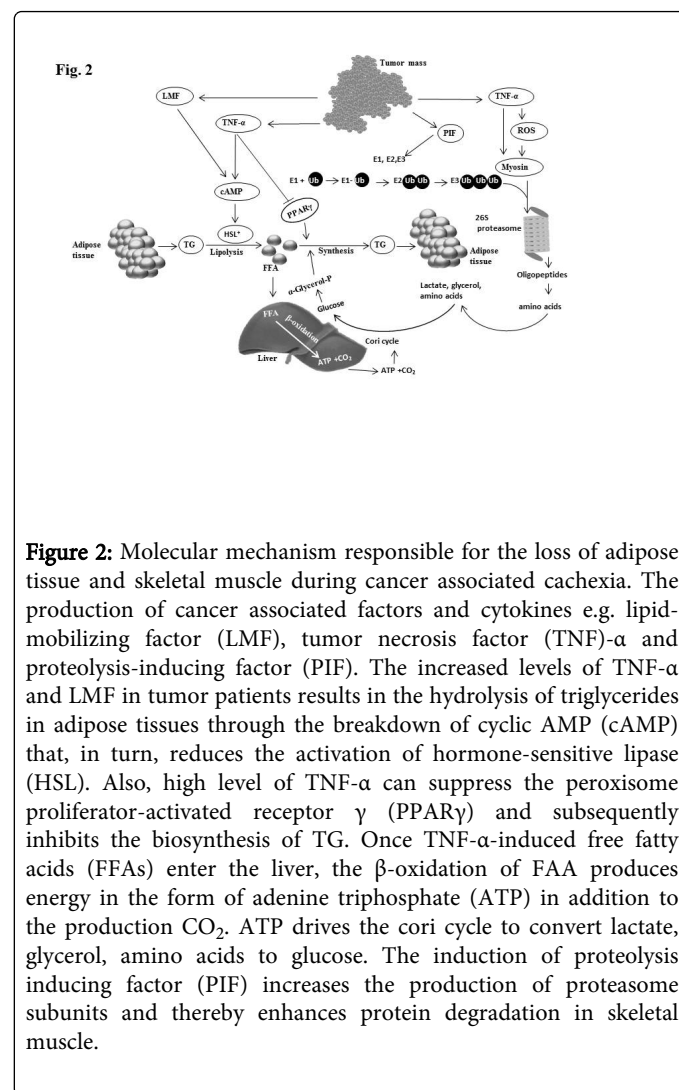 Fig. 2
Tumor mass
LMF
TNF-α
TNF-α
ROS
PIF
Myosin
E1, E2,E3
E1 + Ub E1- Ub E2 Ub Ub E3 Ub Ub Ub
cAMP
PPARγ
26S
proteasome
HSL⁺
Adipose
tissue
TG
Lipolysis
Synthesis
TG
Adipose
tissue
FFA
Oligopeptides
α-Glycerol-P
Lactate, glycerol,
amino acids
Glucose
amino acids
FFA
β-oxidation
Cori cycle
Liver
ATP +CO₂
ATP +CO₂
Figure 2: Molecular mechanism responsible for the loss of adipose
tissue and skeletal muscle during cancer associated cachexia. The
production of cancer associated factors and cytokines e.g. lipid-
mobilizing factor (LMF), tumor necrosis factor (TNF)-α and
proteolysis-inducing factor (PIF). The increased levels of TNF-α
and LMF in tumor patients results in the hydrolysis of triglycerides
in adipose tissues through the breakdown of cyclic AMP (cAMP)
that, in turn, reduces the activation of hormone-sensitive lipase
(HSL). Also, high level of TNF-α can suppress the peroxisome
proliferator-activated receptor γ (PPARγ) and subsequently
inhibits the biosynthesis of TG. Once TNF-α-induced free fatty
acids (FFAs) enter the liver, the β-oxidation of FAA produces
energy in the form of adenine triphosphate (ATP) in addition to
the production CO₂. ATP drives the cori cycle to convert lactate,
glycerol, amino acids to glucose. The induction of proteolysis
inducing factor (PIF) increases the production of proteasome
subunits and thereby enhances protein degradation in skeletal
muscle.